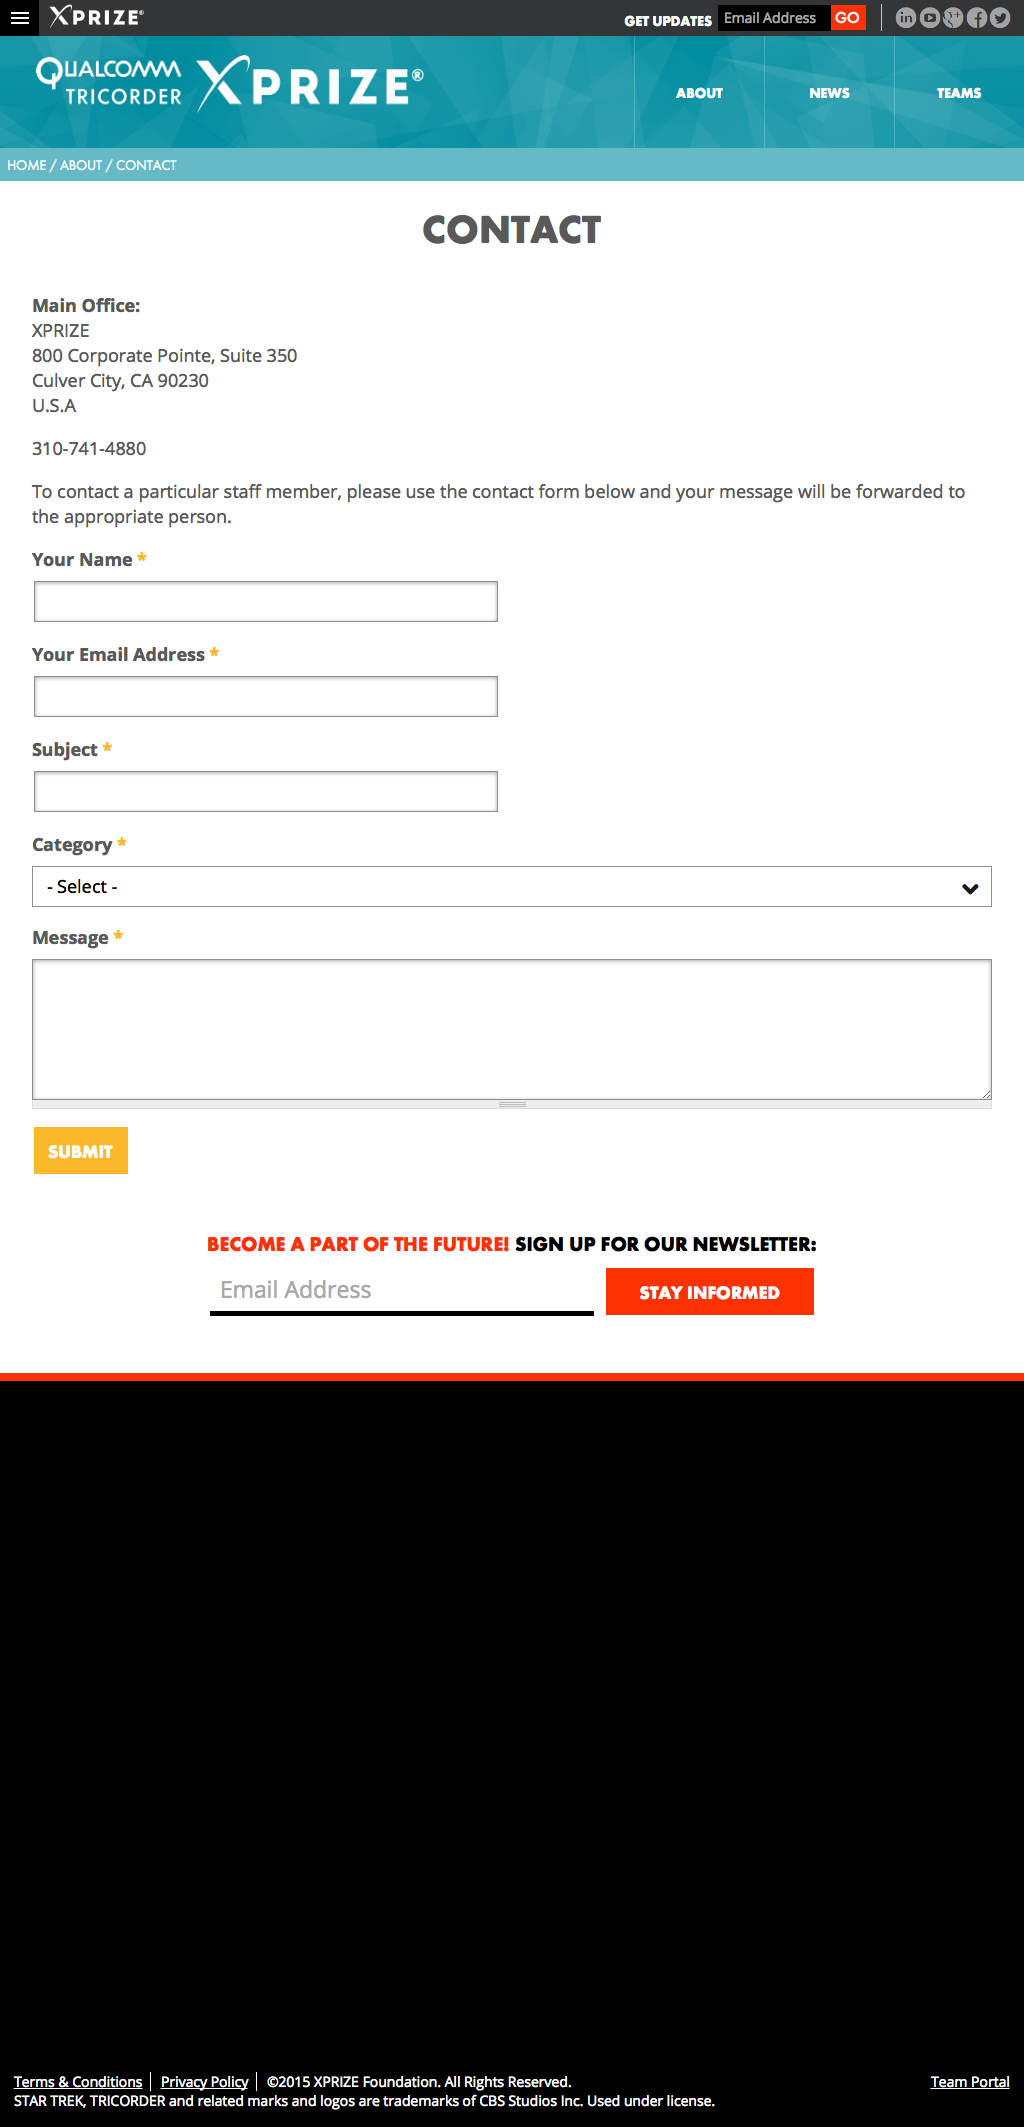 XPRIZE®
GET UPDATES Email Address GO
QUALCOMM
TRICORDER
XPRIZE®
ABOUT
NEWS
TEAMS
HOME / ABOUT / CONTACT
CONTACT
Main Office:
XPRIZE
800 Corporate Pointe, Suite 350
Culver City, CA 90230
U.S.A
310-741-4880
To contact a particular staff member, please use the contact form below and your message will be forwarded to
the appropriate person.
Your Name *
Your Email Address *
Subject *
Category *
- Select -
Message *
SUBMIT
BECOME A PART OF THE FUTURE! SIGN UP FOR OUR NEWSLETTER:
Email Address STAY INFORMED
Terms & Conditions Privacy Policy ©2015 XPRIZE Foundation. All Rights Reserved. Team Portal
STAR TREK, TRICORDER and related marks and logos are trademarks of CBS Studios Inc. Used under license.